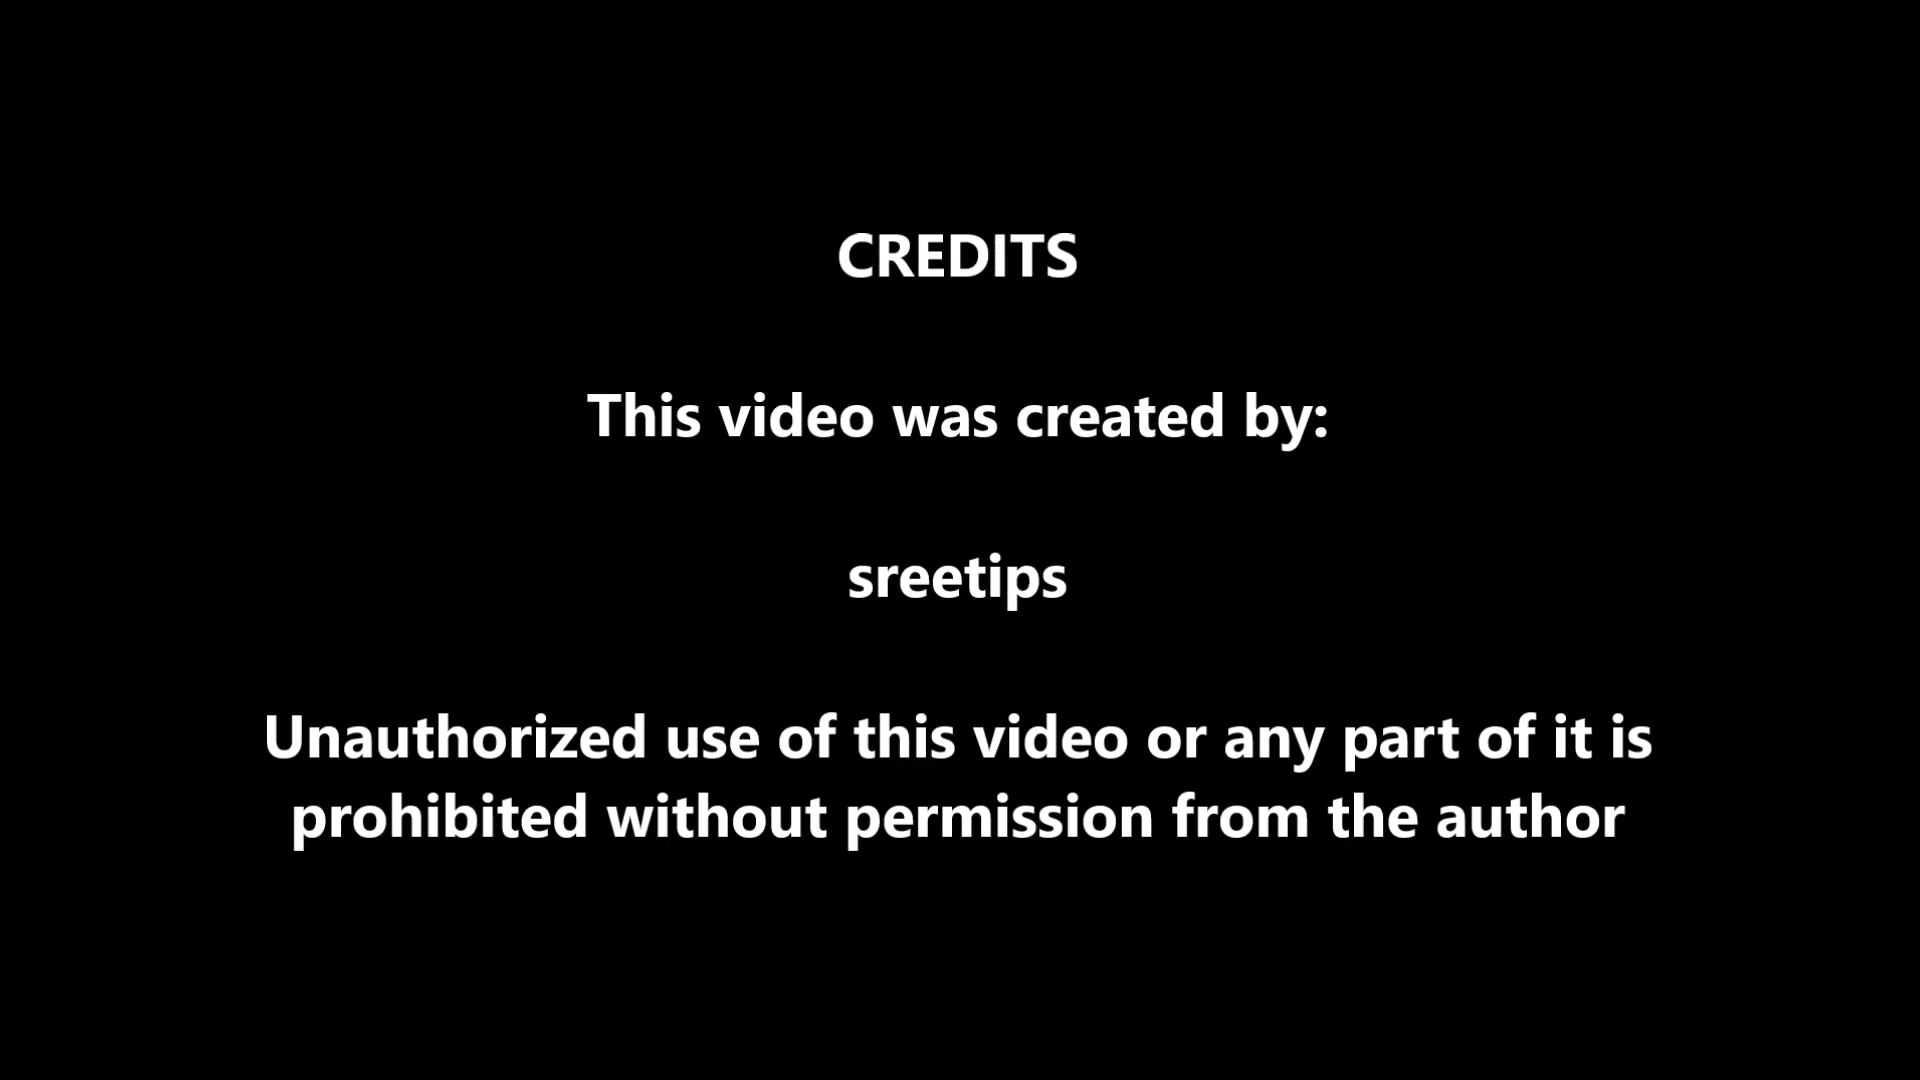 CREDITS
This video was created by:
sreetips
Unauthorized use of this video or any part of it is
prohibited without permission from the author